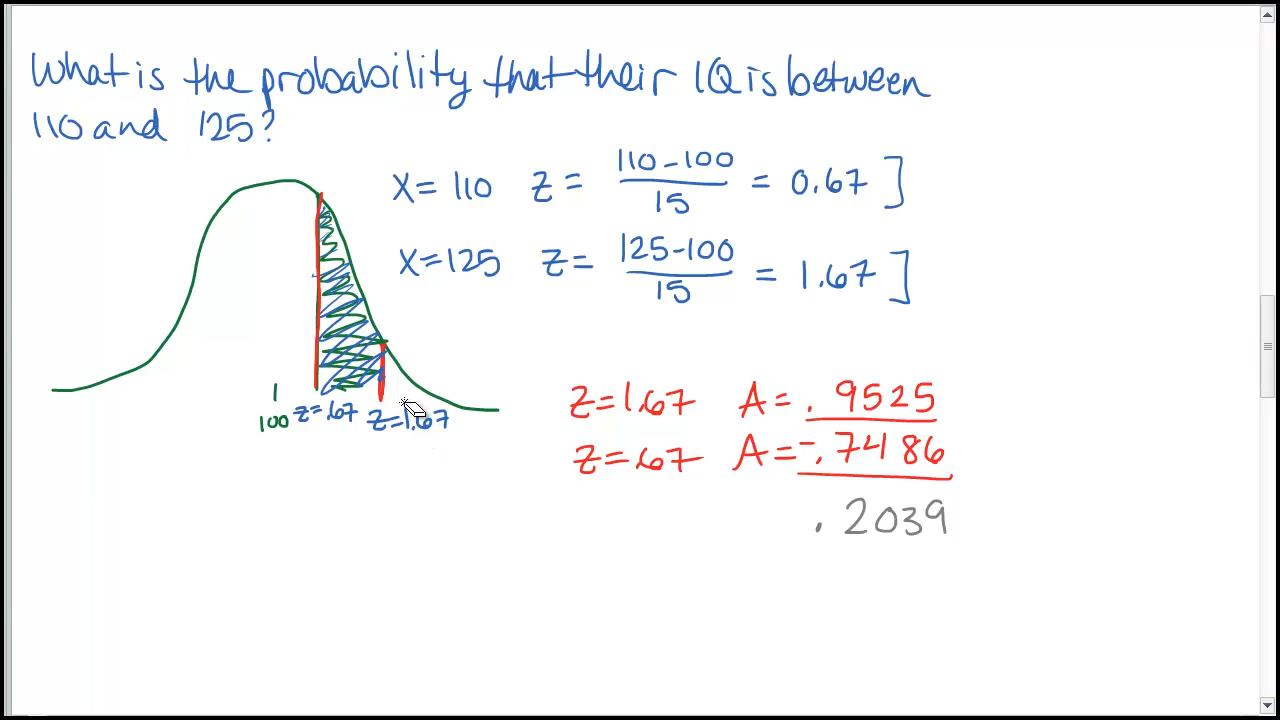 What is the probability that their IQ is between
110 and 125?
X = 110 Z = 110 - 100 / 15 = 0.67 ]
X = 125 Z = 125 - 100 / 15 = 1.67 ]
100 Z = .67 Z = 1.67
Z = 1.67 A = .9525
Z = .67 A = -.7486
.2039